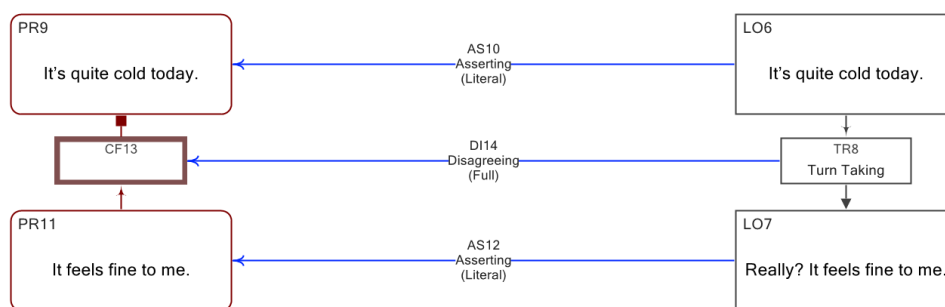 PR9
It’s quite cold today.
AS10
Asserting
(Literal)
LO6
It’s quite cold today.
CF13
DI14
Disagreeing
(Full)
TR8
Turn Taking
PR11
It feels fine to me.
AS12
Asserting
(Literal)
LO7
Really? It feels fine to me.